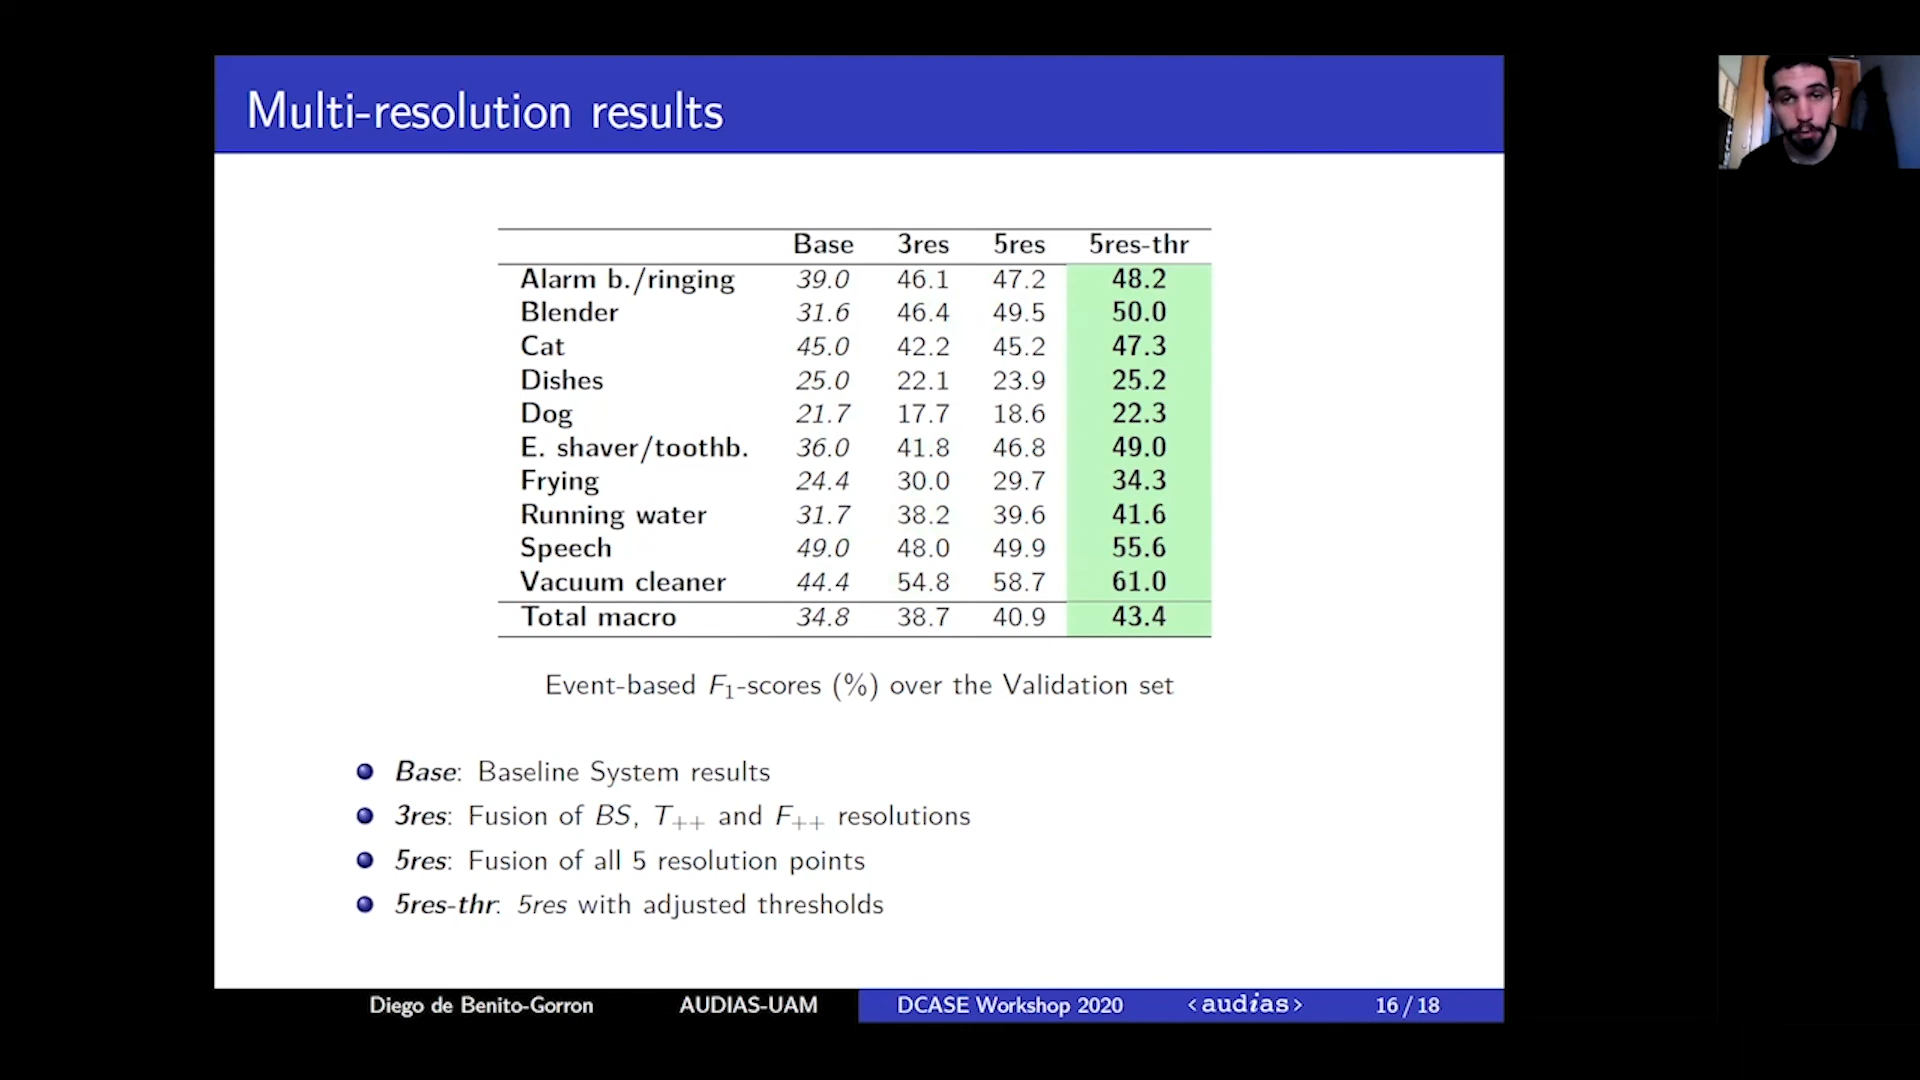 Multi-resolution results
Base 3res 5res 5res-thr
Alarm b./ringing 39.0 46.1 47.2 48.2
Blender 31.6 46.4 49.5 50.0
Cat 45.0 42.2 45.2 47.3
Dishes 25.0 22.1 23.9 25.2
Dog 21.7 17.7 18.6 22.3
E. shaver/toothb. 36.0 41.8 46.8 49.0
Frying 24.4 30.0 29.7 34.3
Running water 31.7 38.2 39.6 41.6
Speech 49.0 48.0 49.9 55.6
Vacuum cleaner 44.4 54.8 58.7 61.0
Total macro 34.8 38.7 40.9 43.4
Event-based F₁-scores (%) over the Validation set
Base: Baseline System results
3res: Fusion of BS, T₊₊ and F₊₊ resolutions
5res: Fusion of all 5 resolution points
5res-thr: 5res with adjusted thresholds
Diego de Benito-Gorron AUDIAS-UAM DCASE Workshop 2020 <audias> 16 / 18